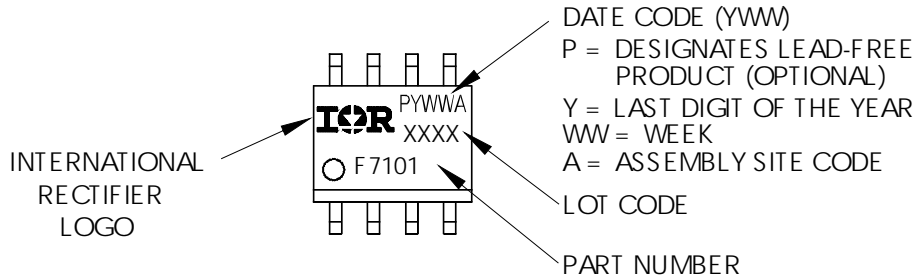 DATE CODE (YWW)
P = DESIGNATES LEAD-FREE
PRODUCT (OPTIONAL)
Y = LAST DIGIT OF THE YEAR
WW = WEEK
A = ASSEMBLY SITE CODE
LOT CODE
PART NUMBER
INTERNATIONAL
RECTIFIER
LOGO
IOR
PYWWA
XXXX
F7101